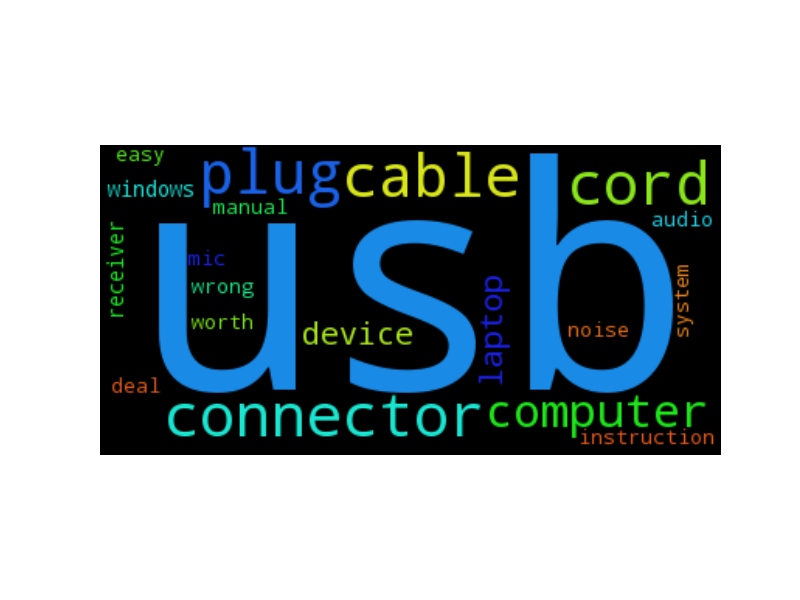 easy
plug
cable
cord
windows
manual
audio
usb
receiver
mic
wrong
worth
device
laptop
noise
system
deal
connector
computer
instruction